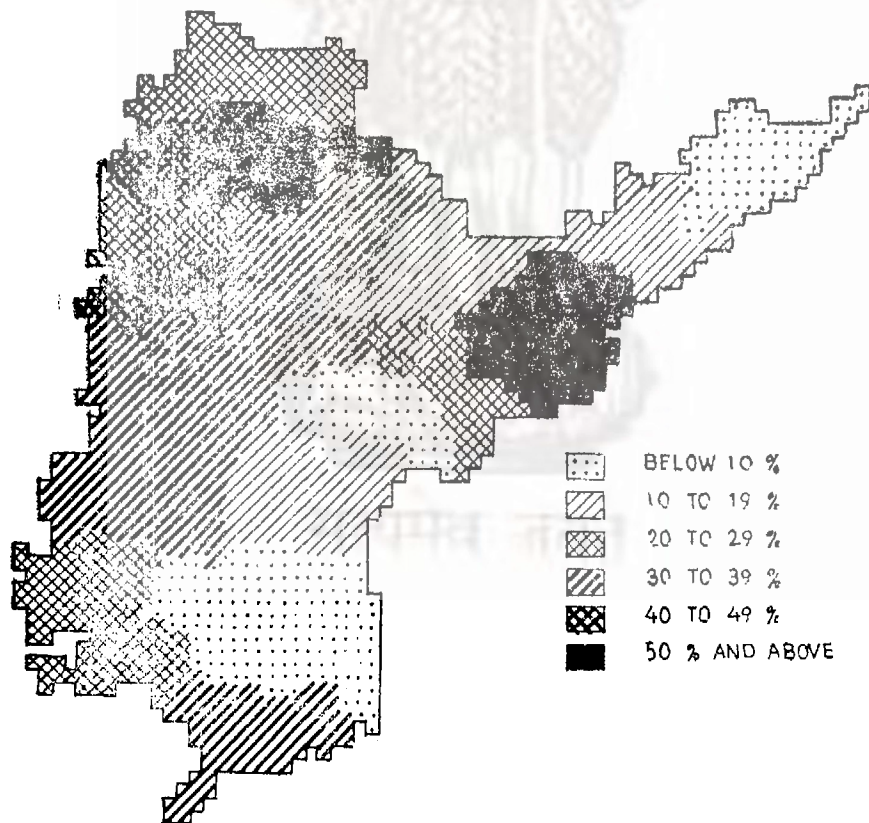 BELOW 10 %
10 TO 19 %
20 TO 29 %
30 TO 39 %
40 TO 49 %
50 % AND ABOVE